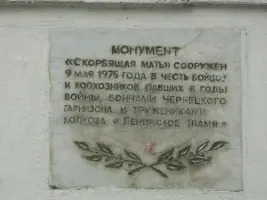 МОНУМЕНТ
«СКОРБЯЩАЯ МАТЬ» СООРУЖЕН
9 МАЯ 1975 ГОДА В ЧЕСТЬ БОЙЦОВ
И КОЛХОЗНИКОВ ПАВШИХ В ГОДЫ
ВОЙНЫ, ВОИНАМИ ЧЕРНЕЦКОГО
ГАРНИЗОНА И ТРУЖЕНИКАМИ
КОЛХОЗА «ЛЕНИНСКОЕ ЗНАМЯ»